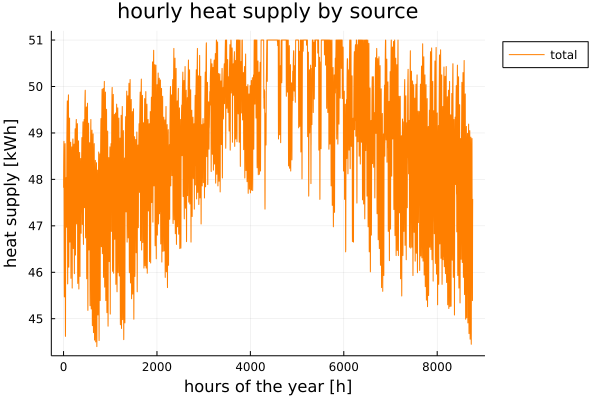 hourly heat supply by source
total
heat supply [kWh]
51
50
49
48
47
46
45
0 2000 4000 6000 8000
hours of the year [h]